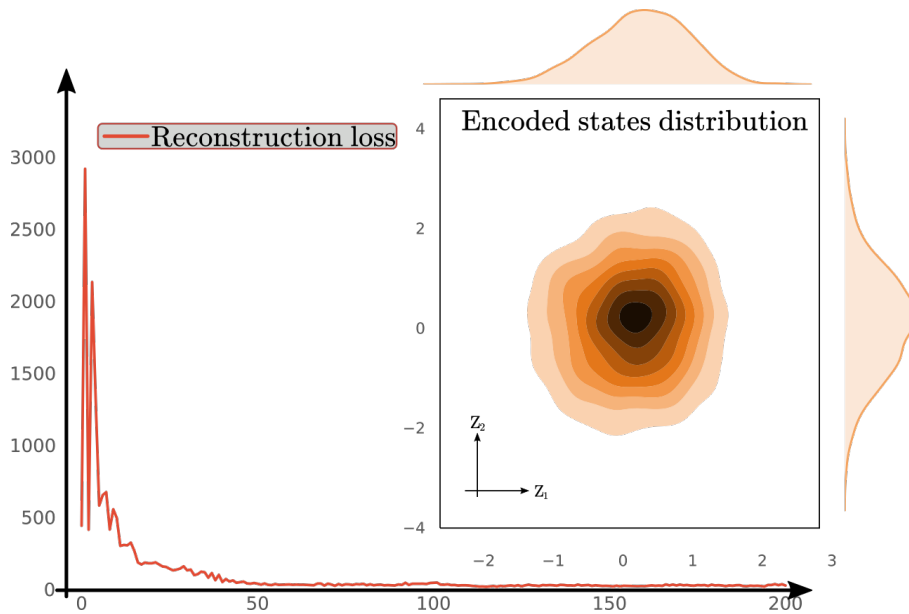 Reconstruction loss
3000
2500
2000
1500
1000
500
0
0 50 100 150 200
Encoded states distribution
4
2
0
−2
−4
Z₂
Z₁
−2 −1 0 1 2 3